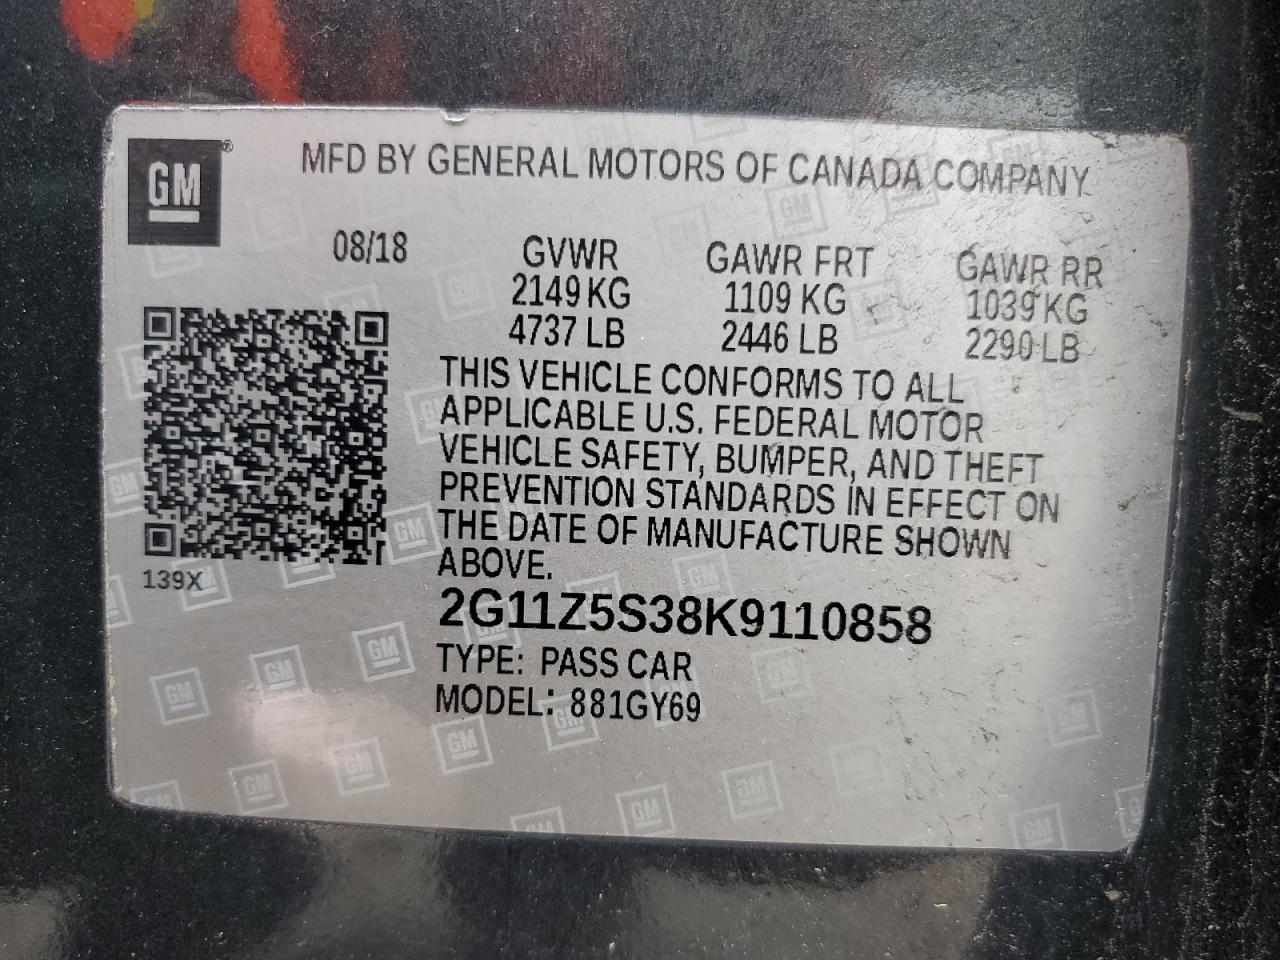 GM®
MFD BY GENERAL MOTORS OF CANADA COMPANY
08/18
GVWR
2149 KG
4737 LB
GAWR FRT
1109 KG
2446 LB
GAWR RR
1039 KG
2290 LB
THIS VEHICLE CONFORMS TO ALL
APPLICABLE U.S. FEDERAL MOTOR
VEHICLE SAFETY, BUMPER, AND THEFT
PREVENTION STANDARDS IN EFFECT ON
THE DATE OF MANUFACTURE SHOWN
ABOVE.
139X
2G11Z5S38K9110858
TYPE: PASS CAR
MODEL: 881GY69